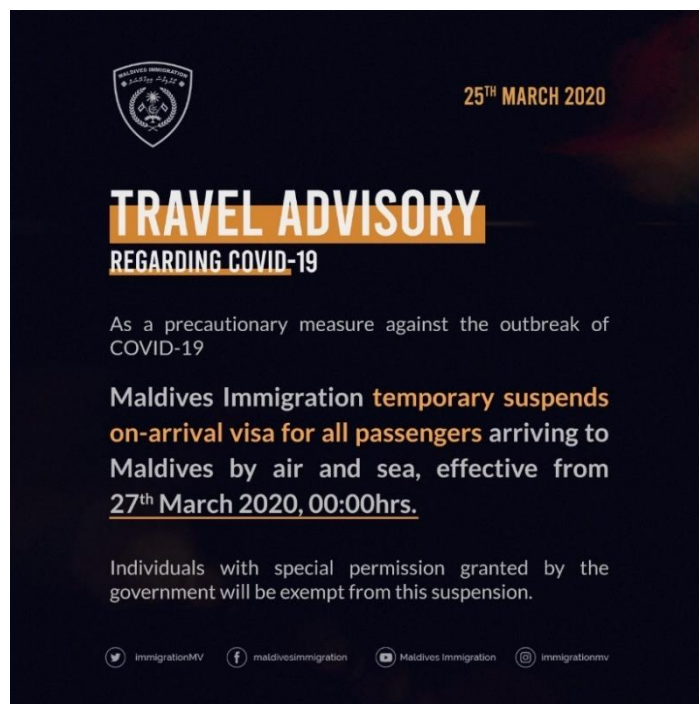 MALDIVES IMMIGRATION
25TH MARCH 2020
TRAVEL ADVISORY
REGARDING COVID-19
As a precautionary measure against the outbreak of
COVID-19
Maldives Immigration temporary suspends
on-arrival visa for all passengers arriving to
Maldives by air and sea, effective from
27th March 2020, 00:00hrs.
Individuals with special permission granted by the
government will be exempt from this suspension.
immigrationMV maldivesimmigration Maldives Immigration immigrationmv